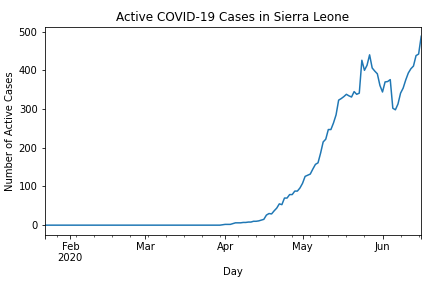 Active COVID-19 Cases in Sierra Leone
Number of Active Cases
500
400
300
200
100
0
Feb
2020
Mar
Apr
May
Jun
Day